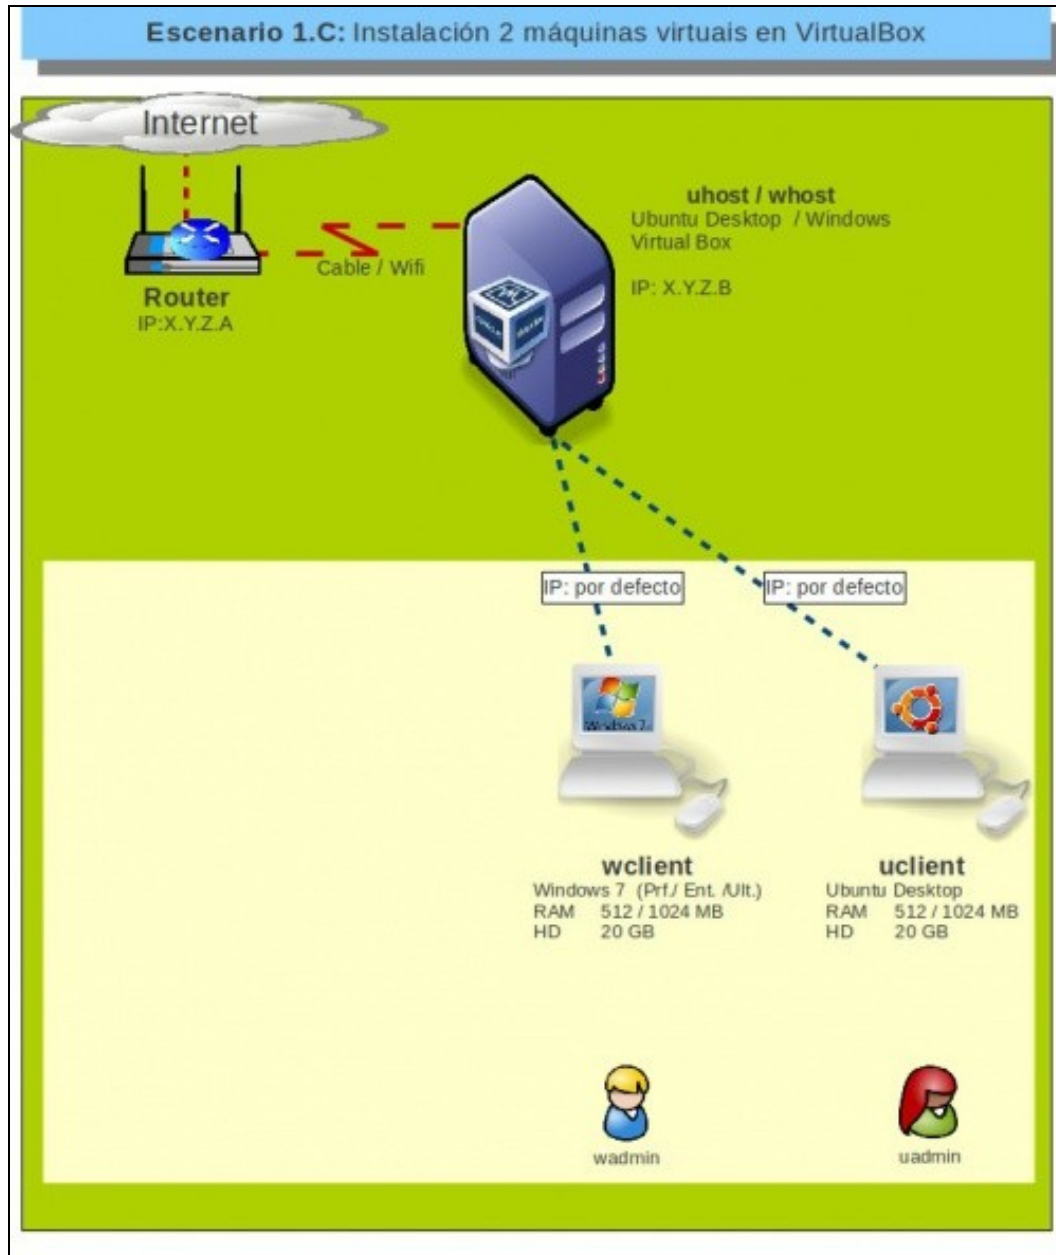 Escenario 1.C: Instalación 2 máquinas virtuais en VirtualBox
Internet
uhost / whost
Ubuntu Desktop / Windows
Virtual Box
IP: X.Y.Z.B
Cable / Wifi
Router
IP:X.Y.Z.A
IP: por defecto
IP: por defecto
Windows 7
wclient
Windows 7 (Prf./ Ent. /Ult.)
RAM 512 / 1024 MB
HD 20 GB
uclient
Ubuntu Desktop
RAM 512 / 1024 MB
HD 20 GB
wadmin
uadmin